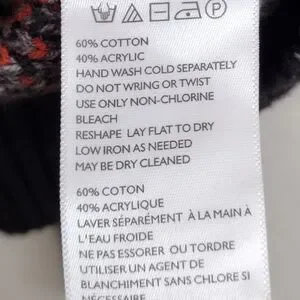 P
60% COTTON
40% ACRYLIC
HAND WASH COLD SEPARATELY
DO NOT WRING OR TWIST
USE ONLY NON-CHLORINE
BLEACH
RESHAPE LAY FLAT TO DRY
LOW IRON AS NEEDED
MAY BE DRY CLEANED
60% COTON
40% ACRYLIQUE
LAVER SÉPARÉMENT À LA MAIN À
L'EAU FROIDE
NE PAS ESSORER OU TORDRE
UTILISER UN AGENT DE
BLANCHIMENT SANS CHLORE SI
NÉCESSAIRE